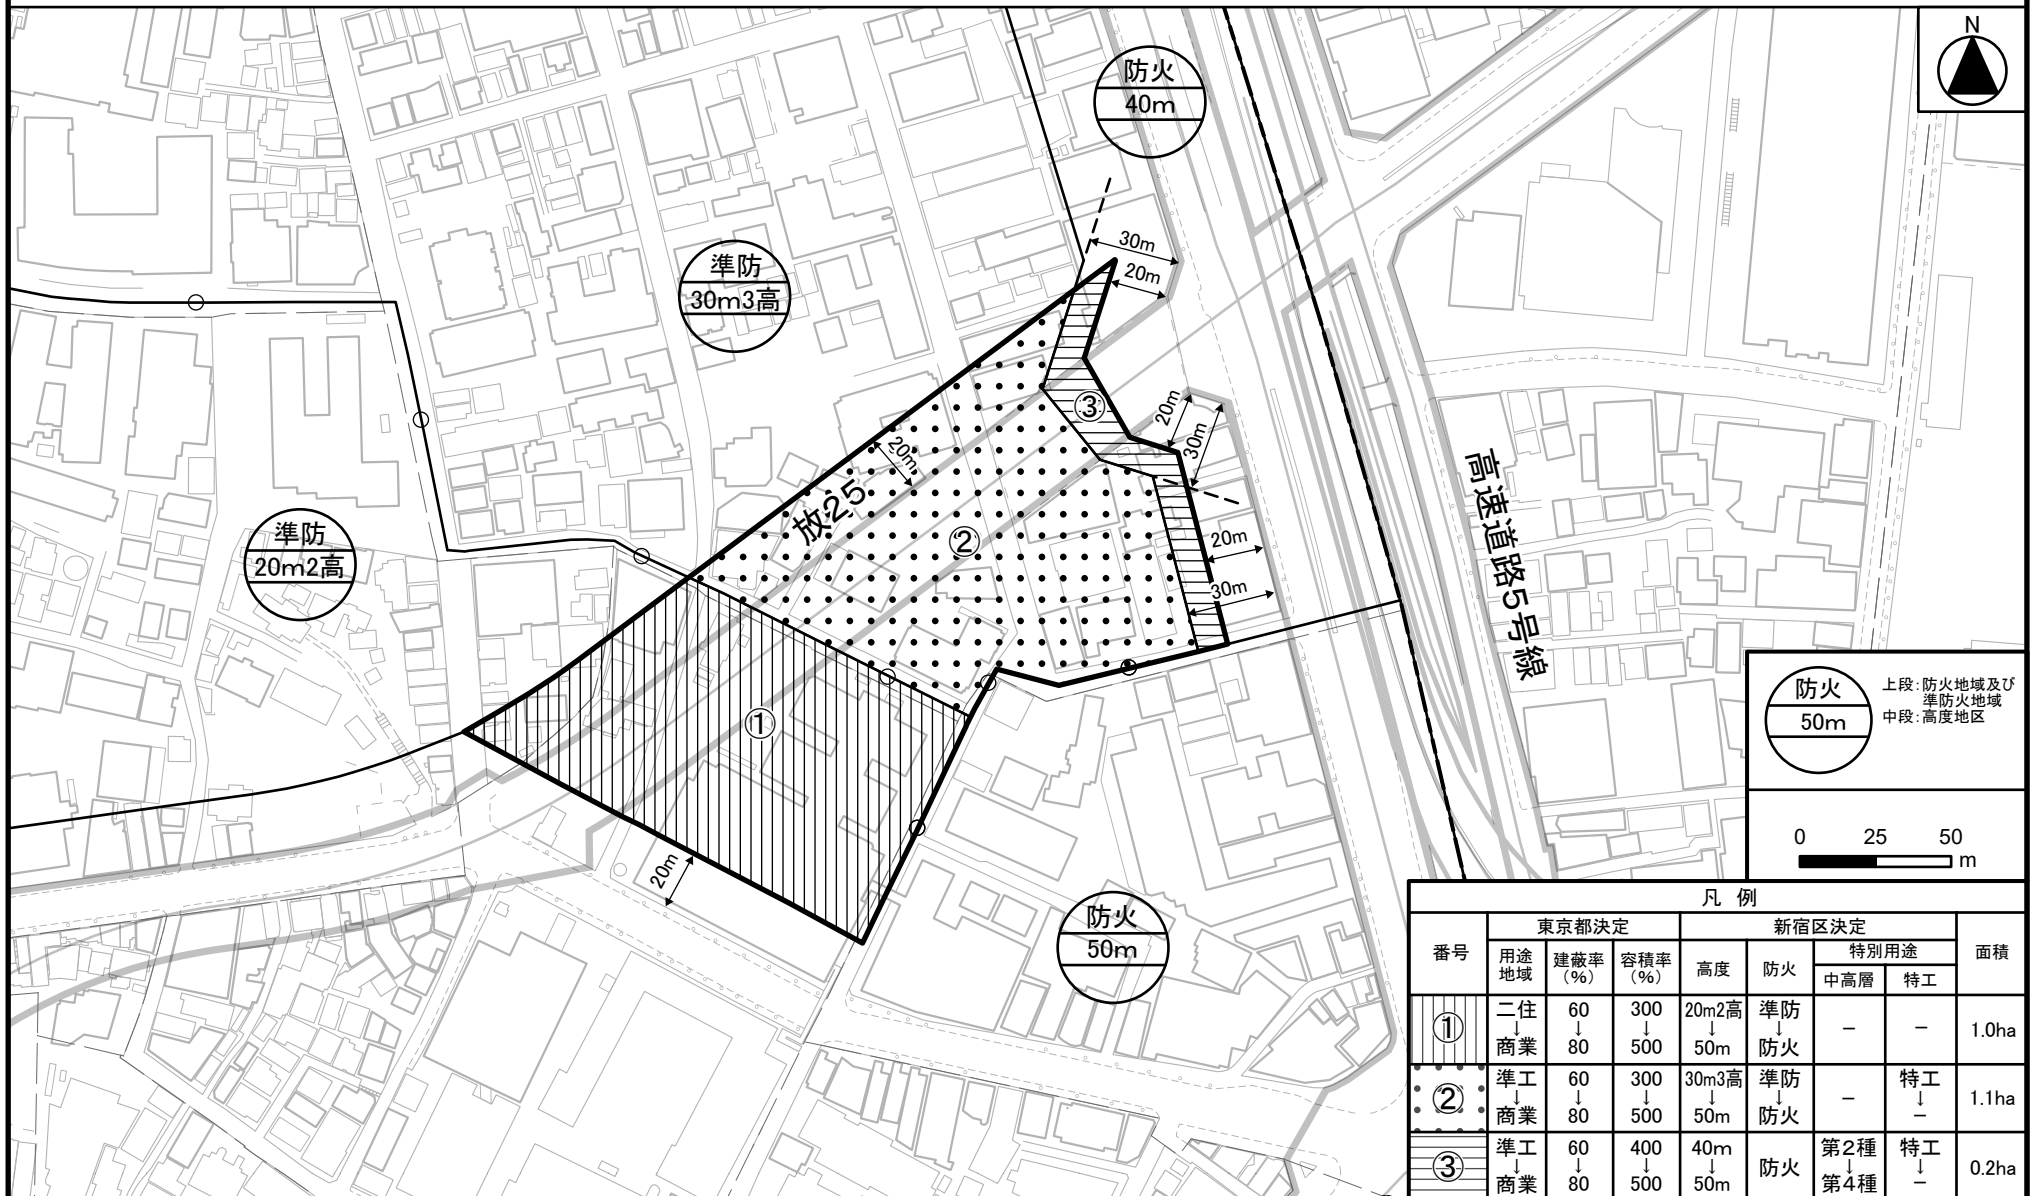 N
防火
40m
30m
20m
準防
30m3高
③
20m
30m
20m
放25
②
高速道路5号線
準防
20m2高
20m
30m
①
20m
防火
50m
防火
50m
上段:防火地域及び
準防火地域
中段:高度地区
0 25 50
m
凡 例
番号 東京都決定 新宿区決定 面積
用途地域 建蔽率(%) 容積率(%) 高度 防火 特別用途
中高層 特工
① 二住↓商業 60↓80 300↓500 20m2高↓50m 準防↓防火 − − 1.0ha
② 準工↓商業 60↓80 300↓500 30m3高↓50m 準防↓防火 − 特工↓− 1.1ha
③ 準工↓商業 60↓80 400↓500 40m↓50m 防火 第2種↓第4種 特工↓− 0.2ha